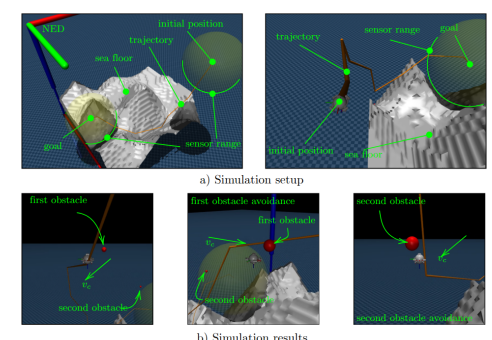 NED
initial position
trajectory
sea floor
goal
sensor range
sensor range
goal
trajectory
initial position
sea floor
a) Simulation setup
first obstacle
v_c
second obstacle
first obstacle avoidance
first obstacle
v_c
second obstacle
second obstacle
v_c
second obstacle avoidance
b) Simulation results